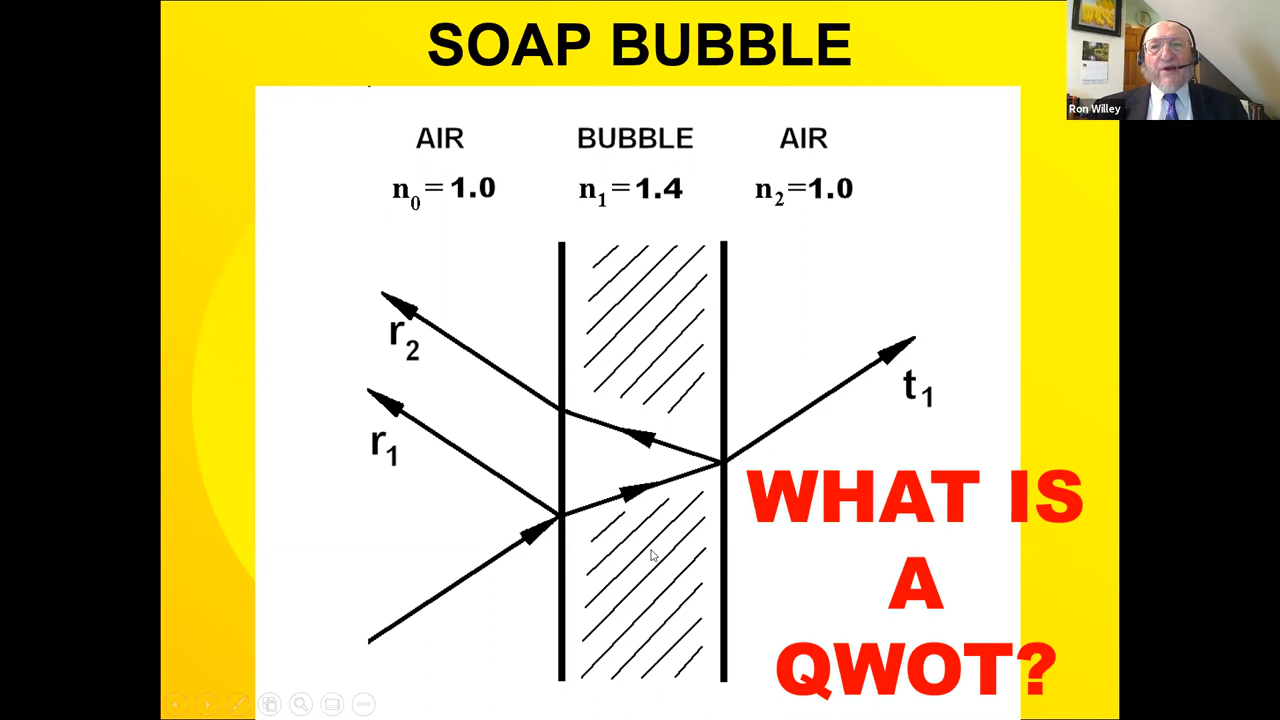 SOAP BUBBLE
Ron Willey
AIR BUBBLE AIR
n₀ = 1.0 n₁ = 1.4 n₂ = 1.0
r₂
r₁
t₁
WHAT IS
A
QWOT?